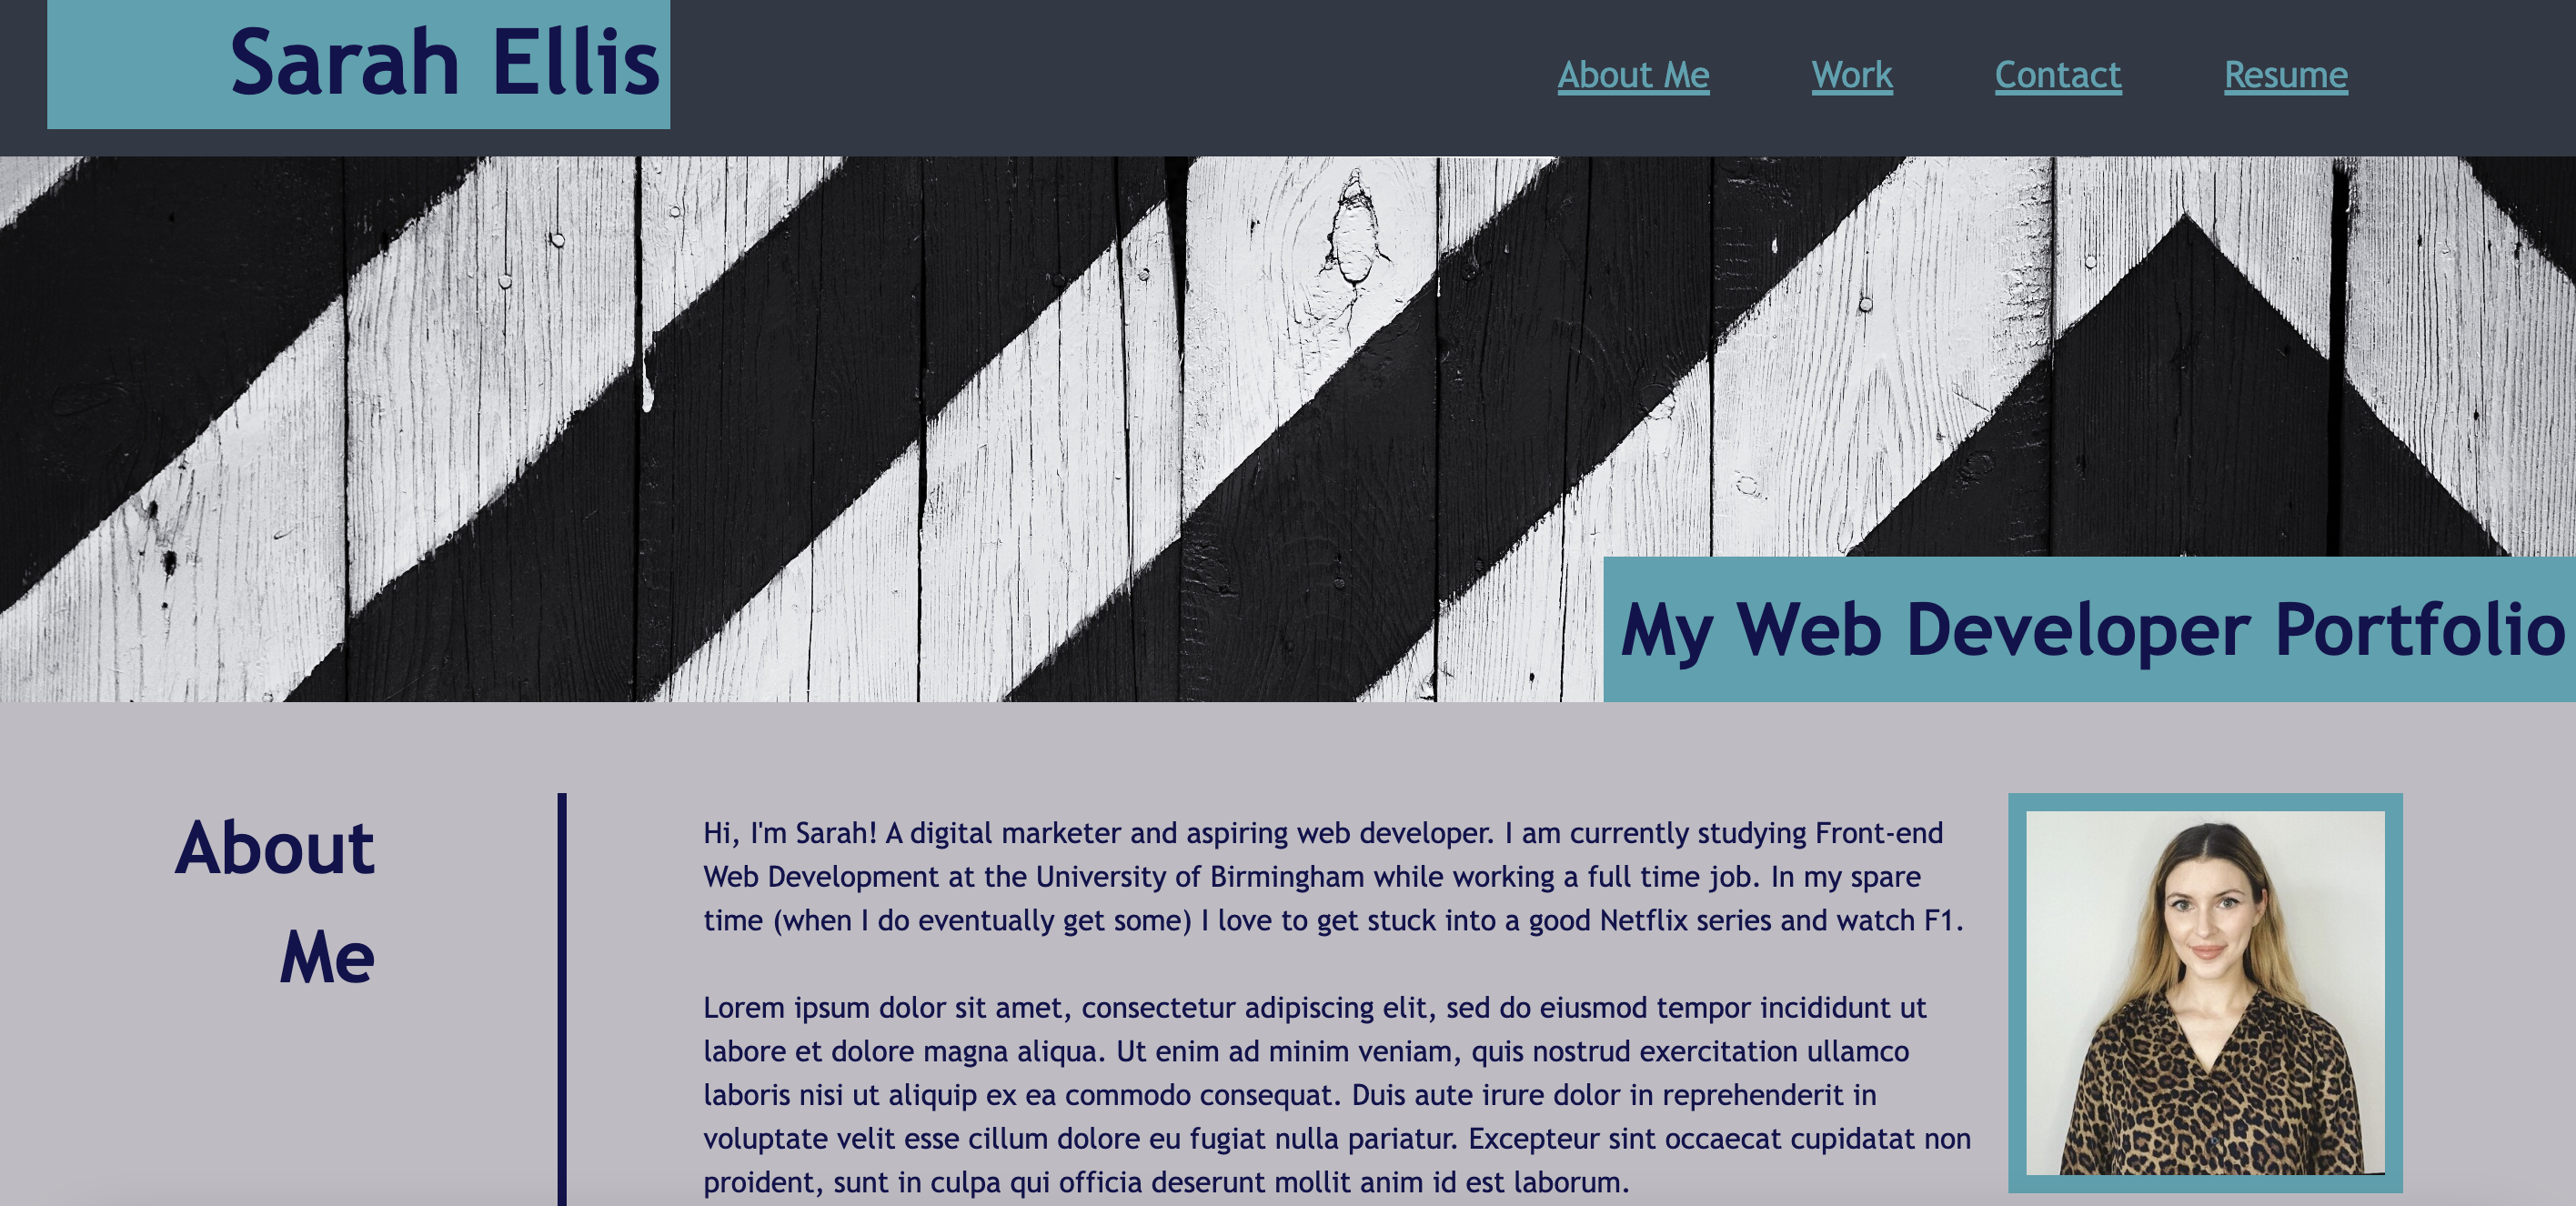 Sarah Ellis
About Me Work Contact Resume
My Web Developer Portfolio
About
Me
Hi, I'm Sarah! A digital marketer and aspiring web developer. I am currently studying Front-end
Web Development at the University of Birmingham while working a full time job. In my spare
time (when I do eventually get some) I love to get stuck into a good Netflix series and watch F1.
Lorem ipsum dolor sit amet, consectetur adipiscing elit, sed do eiusmod tempor incididunt ut
labore et dolore magna aliqua. Ut enim ad minim veniam, quis nostrud exercitation ullamco
laboris nisi ut aliquip ex ea commodo consequat. Duis aute irure dolor in reprehenderit in
voluptate velit esse cillum dolore eu fugiat nulla pariatur. Excepteur sint occaecat cupidatat non
proident, sunt in culpa qui officia deserunt mollit anim id est laborum.